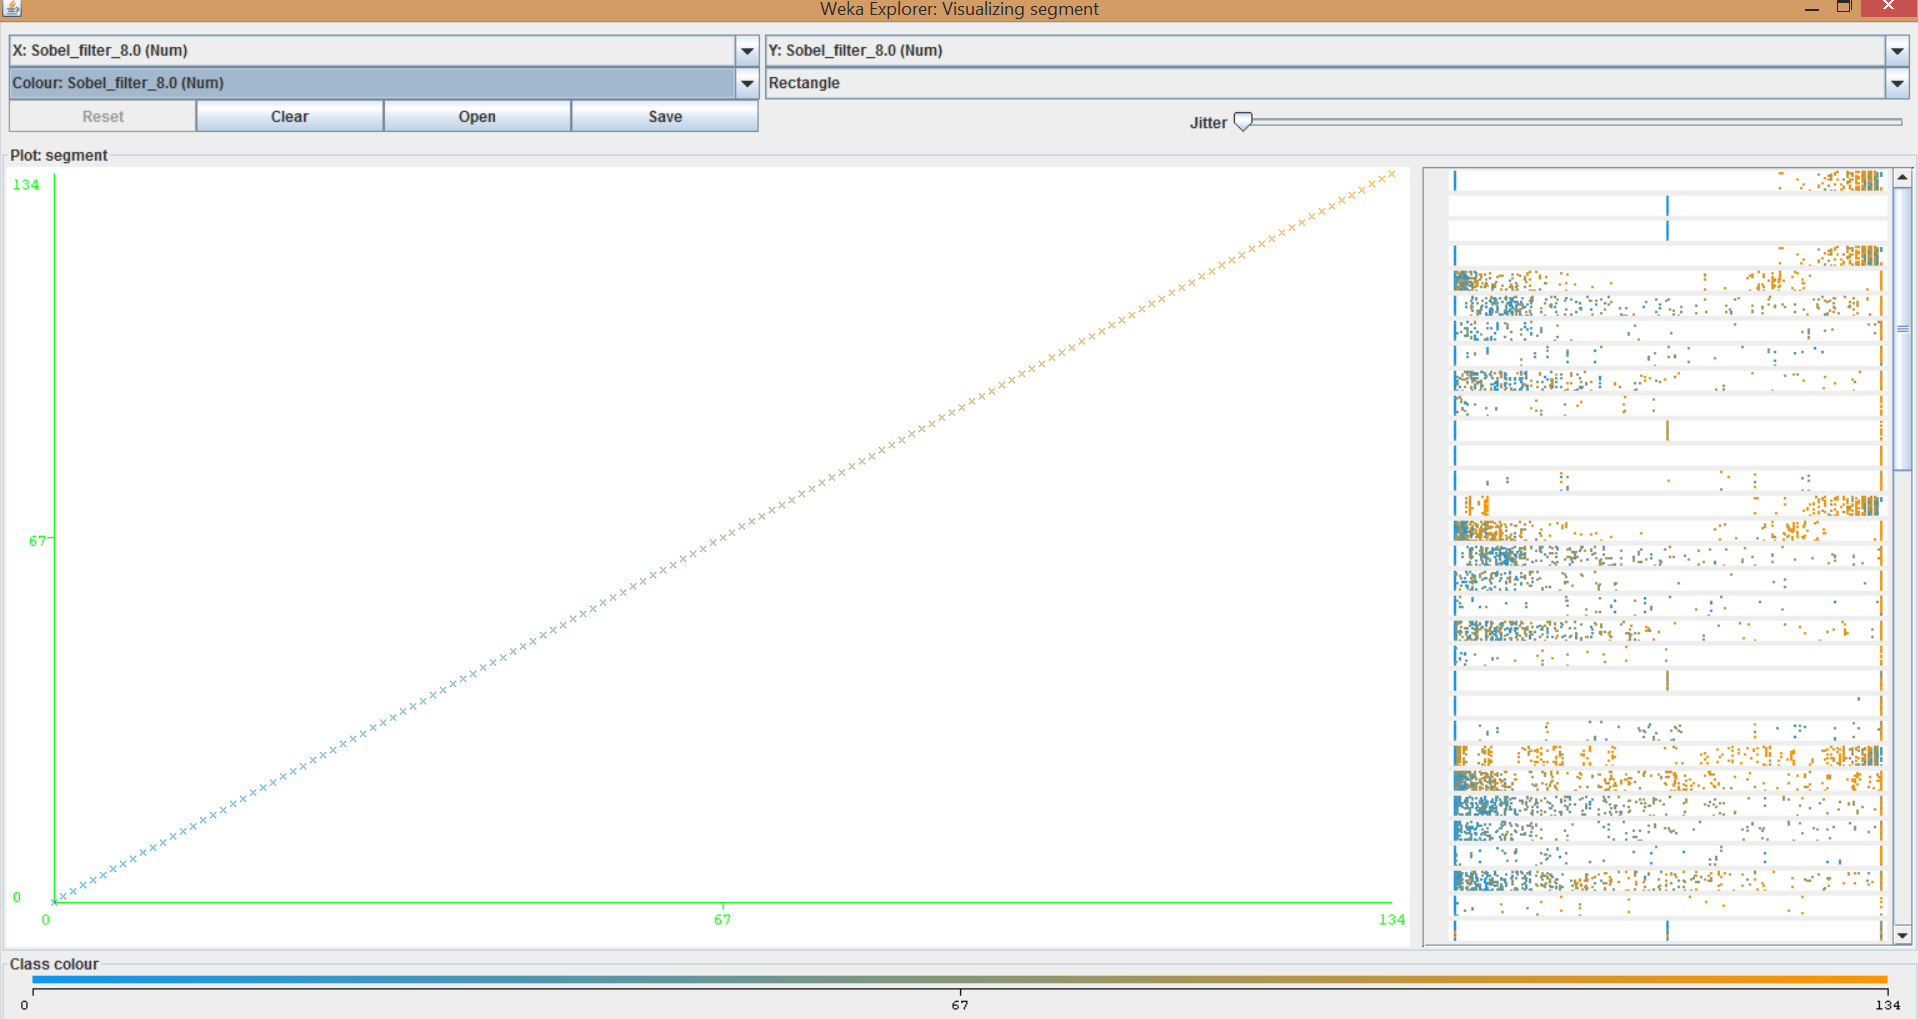 Weka Explorer: Visualizing segment
X: Sobel_filter_8.0 (Num) Y: Sobel_filter_8.0 (Num)
Colour: Sobel_filter_8.0 (Num) Rectangle
Reset Clear Open Save Jitter
Plot: segment
134
67
0
0 67 134
Class colour
0 67 134